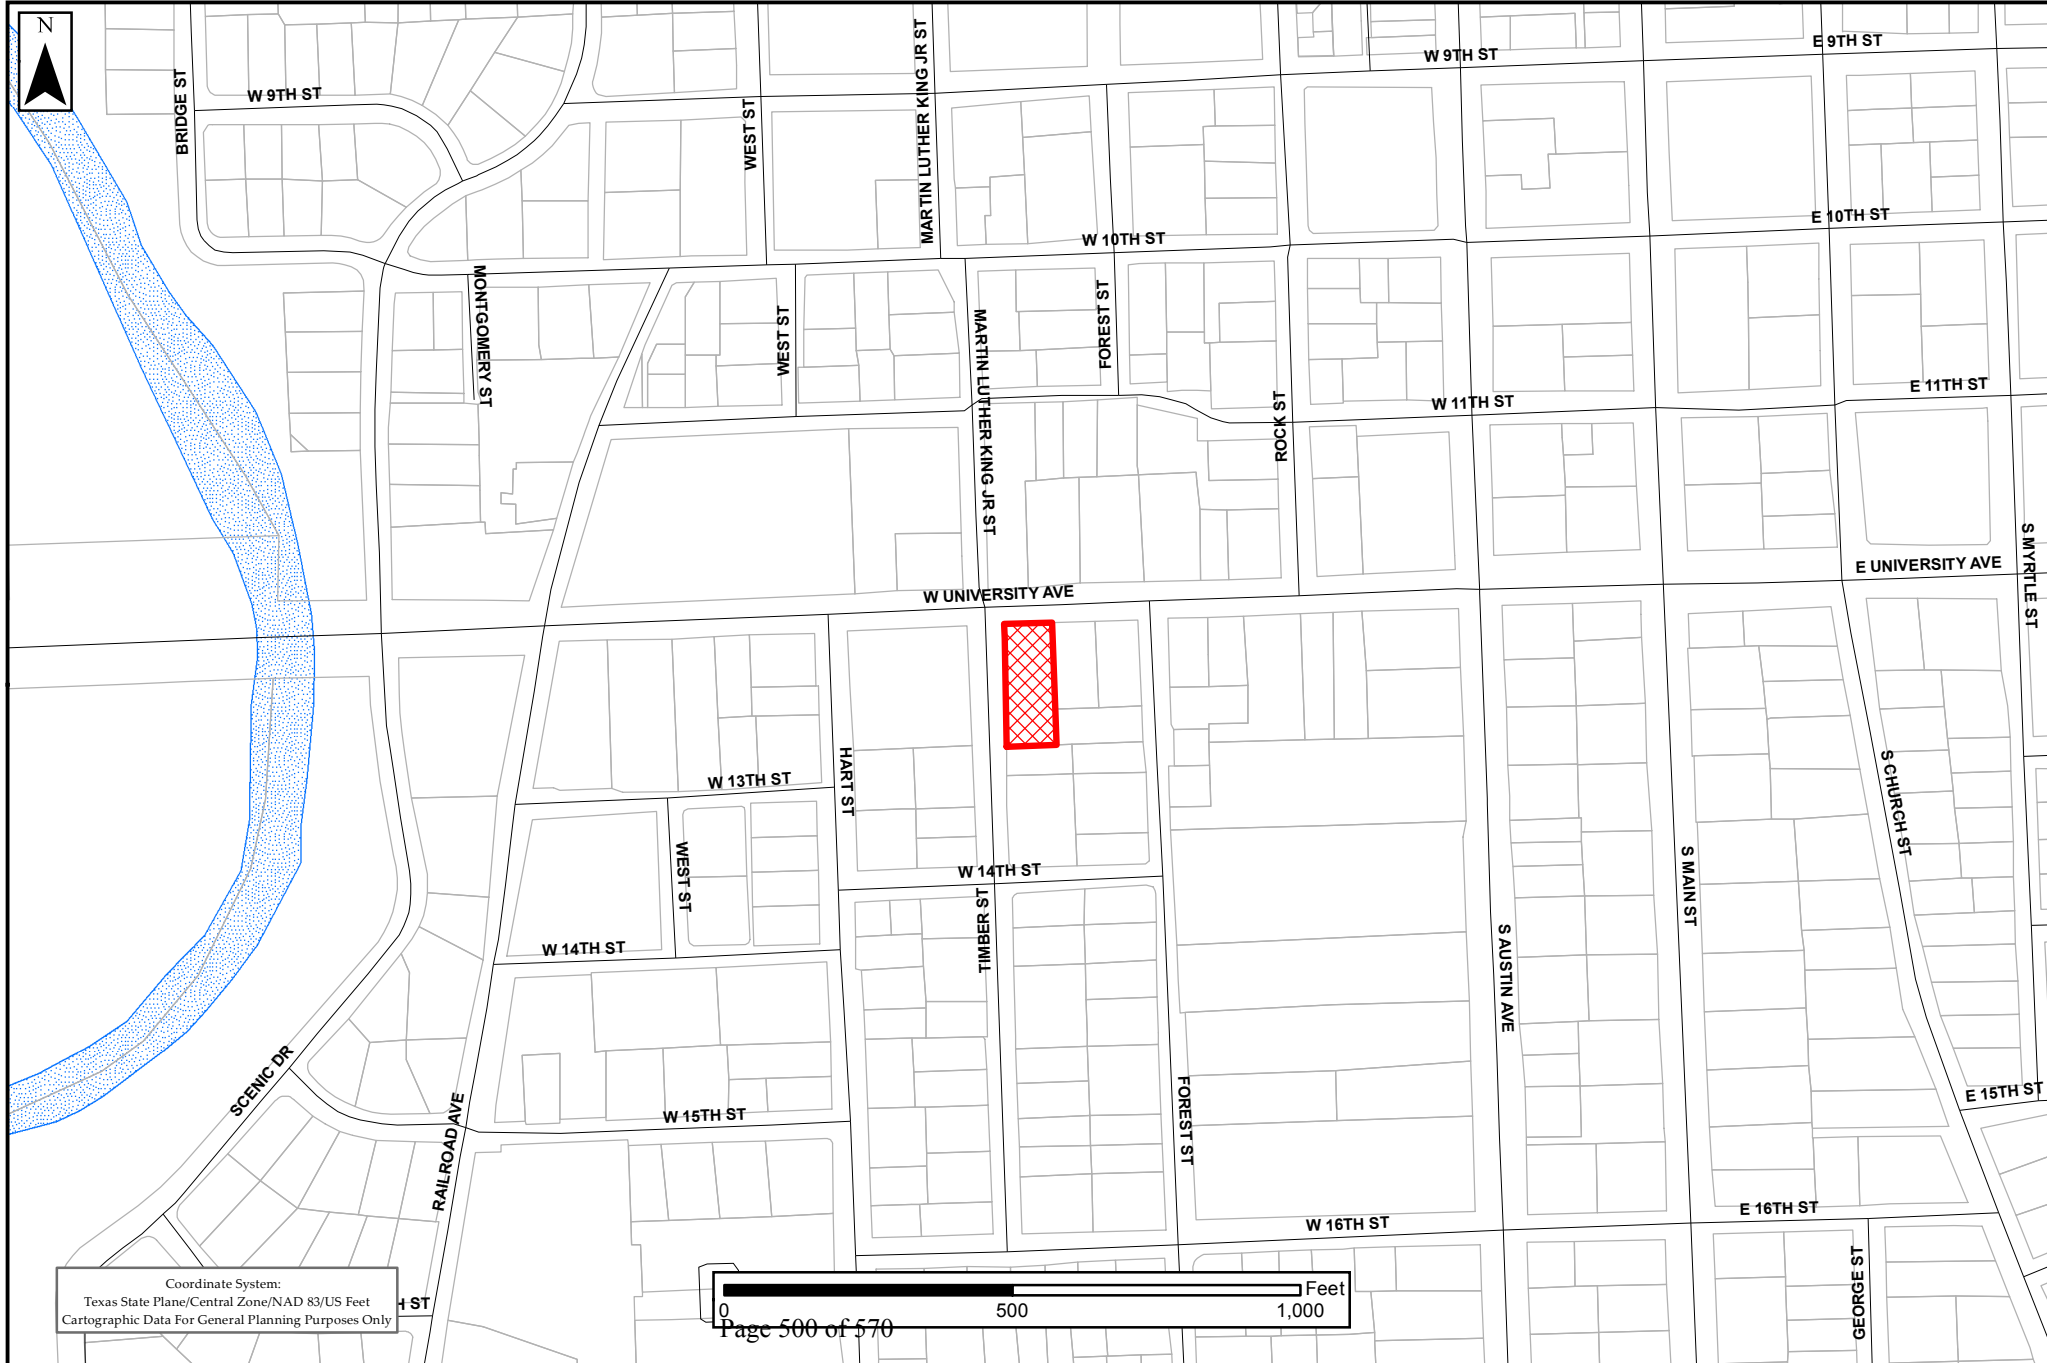 N
W 9TH ST
E 9TH ST
W 9TH ST
BRIDGE ST
WEST ST
MARTIN LUTHER KING JR ST
E 10TH ST
W 10TH ST
MONTGOMERY ST
WEST ST
MARTIN LUTHER KING JR ST
FOREST ST
ROCK ST
E 11TH ST
W 11TH ST
S MYRTLE ST
E UNIVERSITY AVE
W UNIVERSITY AVE
HART ST
W 13TH ST
S CHURCH ST
WEST ST
W 14TH ST
S MAIN ST
TIMBER ST
W 14TH ST
S AUSTIN AVE
SCENIC DR
RAILROAD AVE
W 15TH ST
FOREST ST
E 15TH ST
W 16TH ST
E 16TH ST
GEORGE ST
H ST
Coordinate System:
Texas State Plane/Central Zone/NAD 83/US Feet
Cartographic Data For General Planning Purposes Only
Feet
0 500 1,000
Page 500 of 570